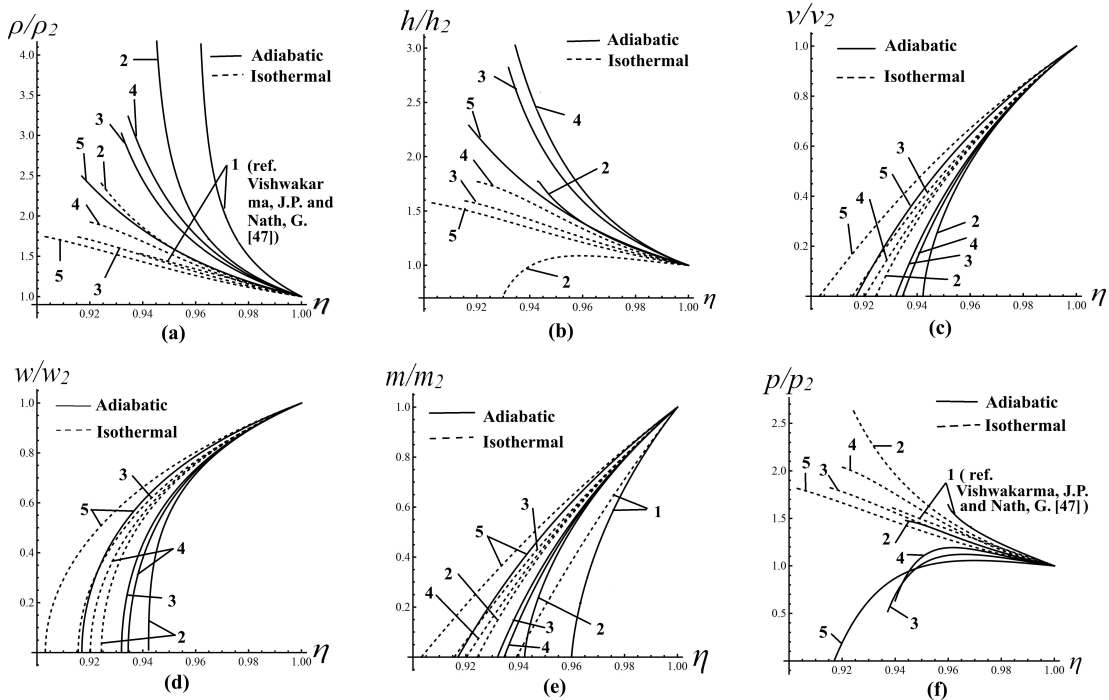 ρ/ρ2
Adiabatic
Isothermal
4.0
3.5
3.0
2.5
2.0
1.5
1.0
2
4
3
5
2
4
5
3
1 (ref.
Vishwakar
ma, J.P. and
Nath, G.
[47])
0.92 0.94 0.96 0.98 1.00
η
(a)
h/h2
Adiabatic
Isothermal
3.0
2.5
2.0
1.5
1.0
3
4
5
4
3
5
2
2
0.92 0.94 0.96 0.98 1.00
η
(b)
v/v2
Adiabatic
Isothermal
1.0
0.8
0.6
0.4
0.2
3
5
4
5
2
4
3
2
0.92 0.94 0.96 0.98 1.00
η
(c)
w/w2
Adiabatic
Isothermal
1.0
0.8
0.6
0.4
0.2
3
5
4
3
2
0.92 0.94 0.96 0.98 1.00
η
(d)
m/m2
Adiabatic
Isothermal
1.0
0.8
0.6
0.4
0.2
3
5
1
2
4
2
3
4
0.92 0.94 0.96 0.98 1.00
η
(e)
p/p2
Adiabatic
Isothermal
2.5
2.0
1.5
1.0
0.5
2
4
3
5
1 ( ref.
Vishwakarma, J.P.
and Nath, G. [47])
2
4
3
5
0.92 0.94 0.96 0.98 1.00
η
(f)